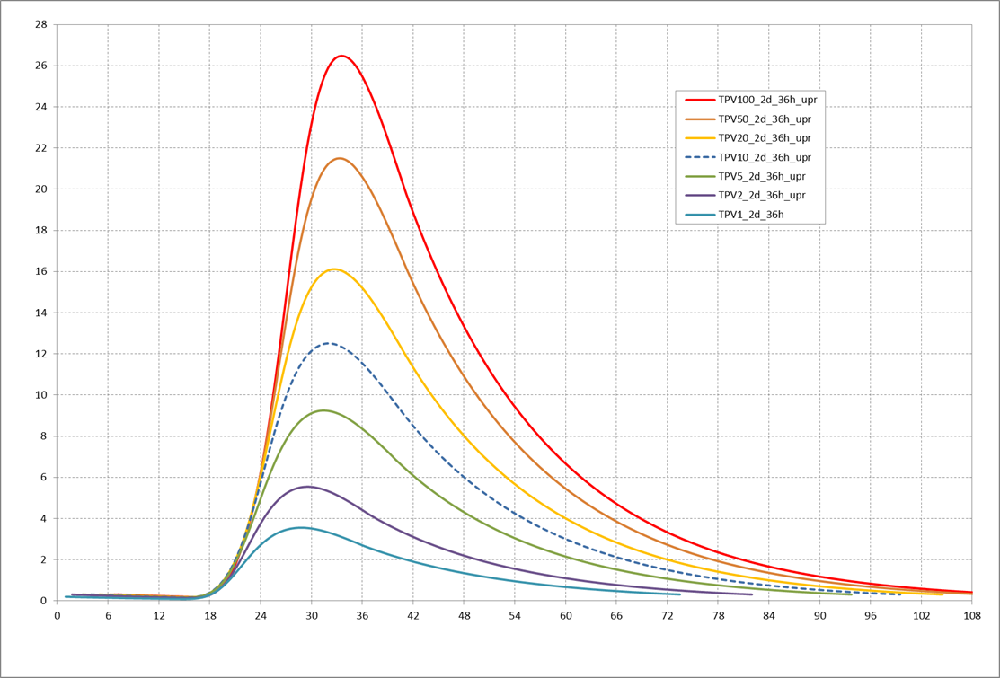 28
26
24
22
20
18
16
14
12
10
8
6
4
2
0
TPV100_2d_36h_upr
TPV50_2d_36h_upr
TPV20_2d_36h_upr
TPV10_2d_36h_upr
TPV5_2d_36h_upr
TPV2_2d_36h_upr
TPV1_2d_36h
0 6 12 18 24 30 36 42 48 54 60 66 72 78 84 90 96 102 108